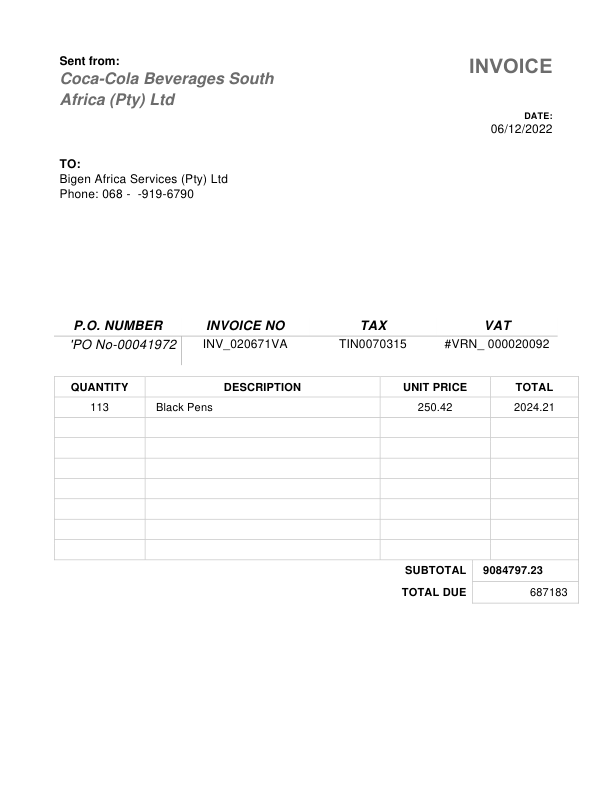 Sent from:
Coca-Cola Beverages South
Africa (Pty) Ltd
INVOICE
DATE:
06/12/2022
TO:
Bigen Africa Services (Pty) Ltd
Phone: 068 -  -919-6790
P.O. NUMBER INVOICE NO TAX VAT
'PO No-00041972 INV_020671VA TIN0070315 #VRN_ 000020092
QUANTITY DESCRIPTION UNIT PRICE TOTAL
113 Black Pens 250.42 2024.21
SUBTOTAL 9084797.23
TOTAL DUE 687183